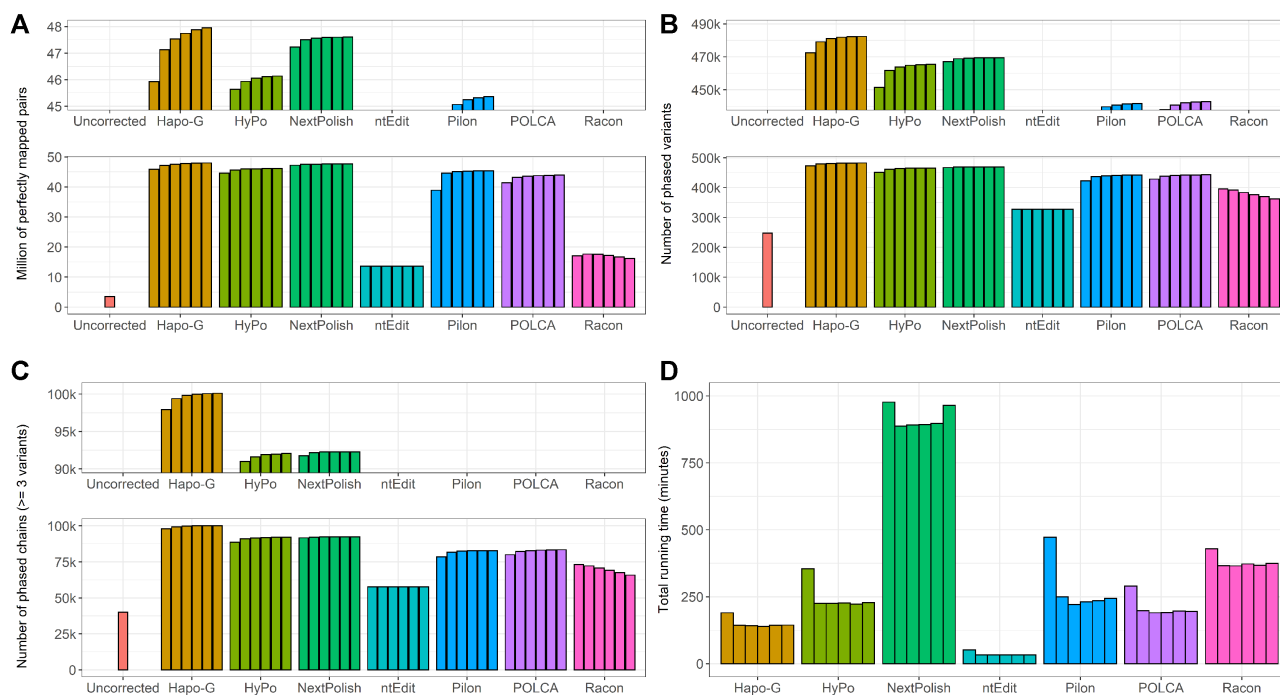 A
Million of perfectly mapped pairs
48
47
46
45
Uncorrected Hapo-G HyPo NextPolish ntEdit Pilon POLCA Racon
50
40
30
20
10
0
Uncorrected Hapo-G HyPo NextPolish ntEdit Pilon POLCA Racon
B
Number of phased variants
490k
470k
450k
Uncorrected Hapo-G HyPo NextPolish ntEdit Pilon POLCA Racon
500k
400k
300k
200k
100k
0
Uncorrected Hapo-G HyPo NextPolish ntEdit Pilon POLCA Racon
C
Number of phased chains (>= 3 variants)
100k
95k
90k
Uncorrected Hapo-G HyPo NextPolish ntEdit Pilon POLCA Racon
100k
75k
50k
25k
0
Uncorrected Hapo-G HyPo NextPolish ntEdit Pilon POLCA Racon
D
Total running time (minutes)
1000
750
500
250
0
Hapo-G HyPo NextPolish ntEdit Pilon POLCA Racon